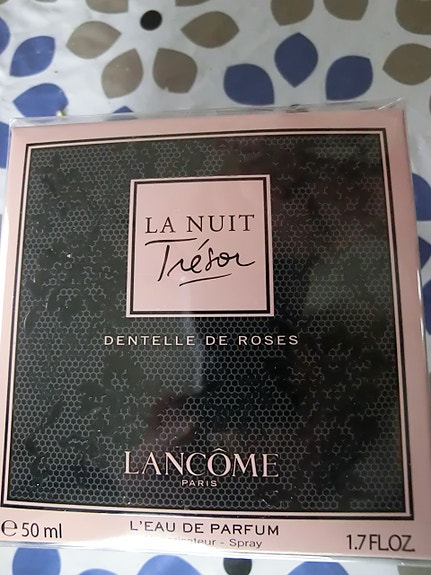 LA NUIT
Trésor
DENTELLE DE ROSES
LANCÔME
PARIS
e 50 ml
L'EAU DE PARFUM
- Spray
1.7 FL.OZ.